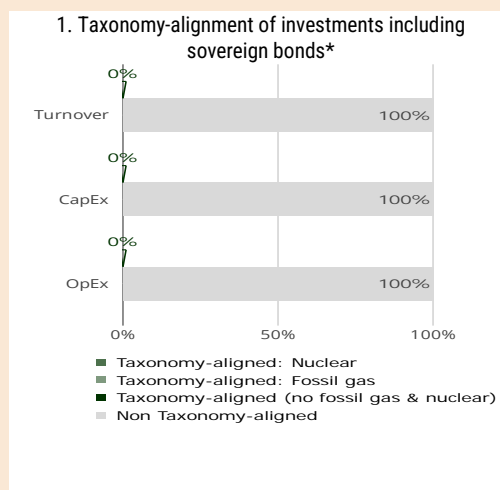 1. Taxonomy-alignment of investments including
sovereign bonds*
0%
Turnover 100%
0%
CapEx 100%
0%
OpEx 100%
0% 50% 100%
Taxonomy-aligned: Nuclear
Taxonomy-aligned: Fossil gas
Taxonomy-aligned (no fossil gas & nuclear)
Non Taxonomy-aligned